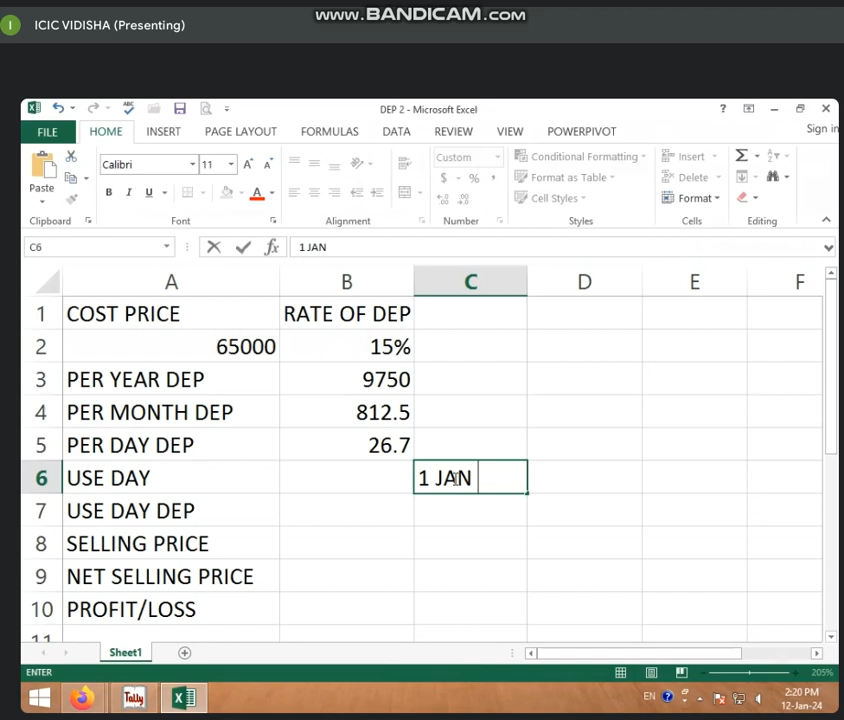 www.BANDICAM.com
I ICIC VIDISHA (Presenting)
DEP 2 - Microsoft Excel
FILE HOME INSERT PAGE LAYOUT FORMULAS DATA REVIEW VIEW POWERPIVOT Sign in
Calibri 11 Custom Conditional Formatting Insert
Paste B I U A $ % , Format as Table Delete
Cell Styles Format
Clipboard Font Alignment Number Styles Cells Editing
C6 fx 1 JAN
A B C D E F
1 COST PRICE RATE OF DEP
2 65000 15%
3 PER YEAR DEP 9750
4 PER MONTH DEP 812.5
5 PER DAY DEP 26.7
6 USE DAY 1 JAN
7 USE DAY DEP
8 SELLING PRICE
9 NET SELLING PRICE
10 PROFIT/LOSS
11
Sheet1
ENTER 205%
Tally EN 2:20 PM
12-Jan-24